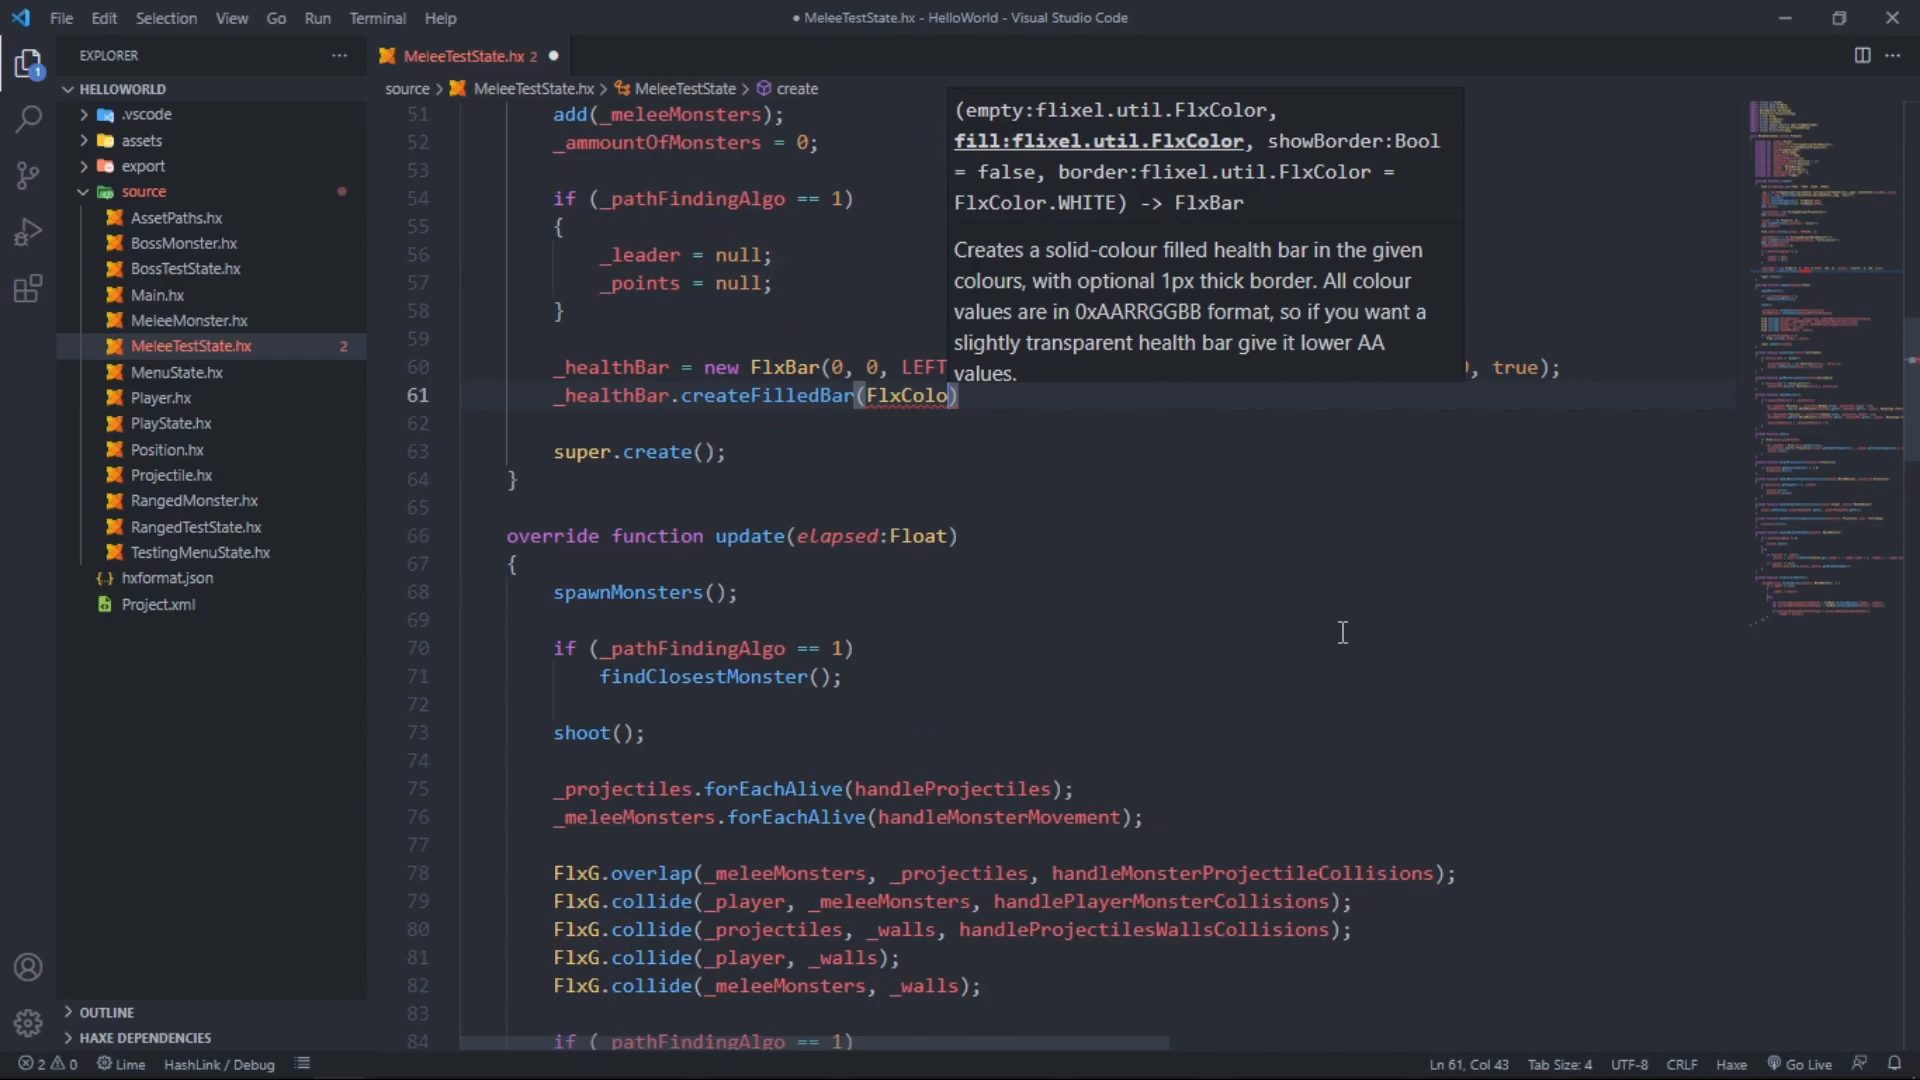 File Edit Selection View Go Run Terminal Help
● MeleeTestState.hx - HelloWorld - Visual Studio Code
EXPLORER
MeleeTestState.hx 2
HELLOWORLD
source > MeleeTestState.hx > MeleeTestState > create
1
.vscode
assets
export
source
AssetPaths.hx
BossMonster.hx
BossTestState.hx
Main.hx
MeleeMonster.hx
MeleeTestState.hx 2
MenuState.hx
Player.hx
PlayState.hx
Position.hx
Projectile.hx
RangedMonster.hx
RangedTestState.hx
TestingMenuState.hx
hxformat.json
Project.xml
OUTLINE
HAXE DEPENDENCIES
51 add(_meleeMonsters);
52 _ammountOfMonsters = 0;
53
54 if (_pathFindingAlgo == 1)
55 {
56 _leader = null;
57 _points = null;
58 }
59
60 _healthBar = new FlxBar(0, 0, LEFT , true);
61 _healthBar.createFilledBar(FlxColo)
62
63 super.create();
64 }
65
66 override function update(elapsed:Float)
67 {
68 spawnMonsters();
69
70 if (_pathFindingAlgo == 1)
71 findClosestMonster();
72
73 shoot();
74
75 _projectiles.forEachAlive(handleProjectiles);
76 _meleeMonsters.forEachAlive(handleMonsterMovement);
77
78 FlxG.overlap(_meleeMonsters, _projectiles, handleMonsterProjectileCollisions);
79 FlxG.collide(_player, _meleeMonsters, handlePlayerMonsterCollisions);
80 FlxG.collide(_projectiles, _walls, handleProjectilesWallsCollisions);
81 FlxG.collide(_player, _walls);
82 FlxG.collide(_meleeMonsters, _walls);
83
84 if (_pathFindingAlgo == 1)
(empty:flixel.util.FlxColor,
fill:flixel.util.FlxColor, showBorder:Bool
= false, border:flixel.util.FlxColor =
FlxColor.WHITE) -> FlxBar
Creates a solid-colour filled health bar in the given
colours, with optional 1px thick border. All colour
values are in 0xAARRGGBB format, so if you want a
slightly transparent health bar give it lower AA
values.
2 0 Lime HashLink / Debug
Ln 61, Col 43 Tab Size: 4 UTF-8 CRLF Haxe Go Live